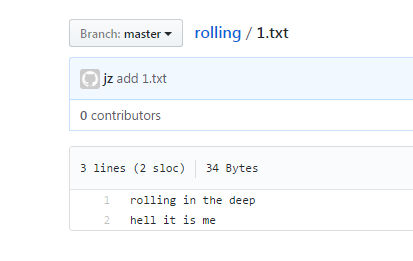 Branch: master rolling / 1.txt
jz add 1.txt
0 contributors
3 lines (2 sloc) 34 Bytes
1 rolling in the deep
2 hell it is me